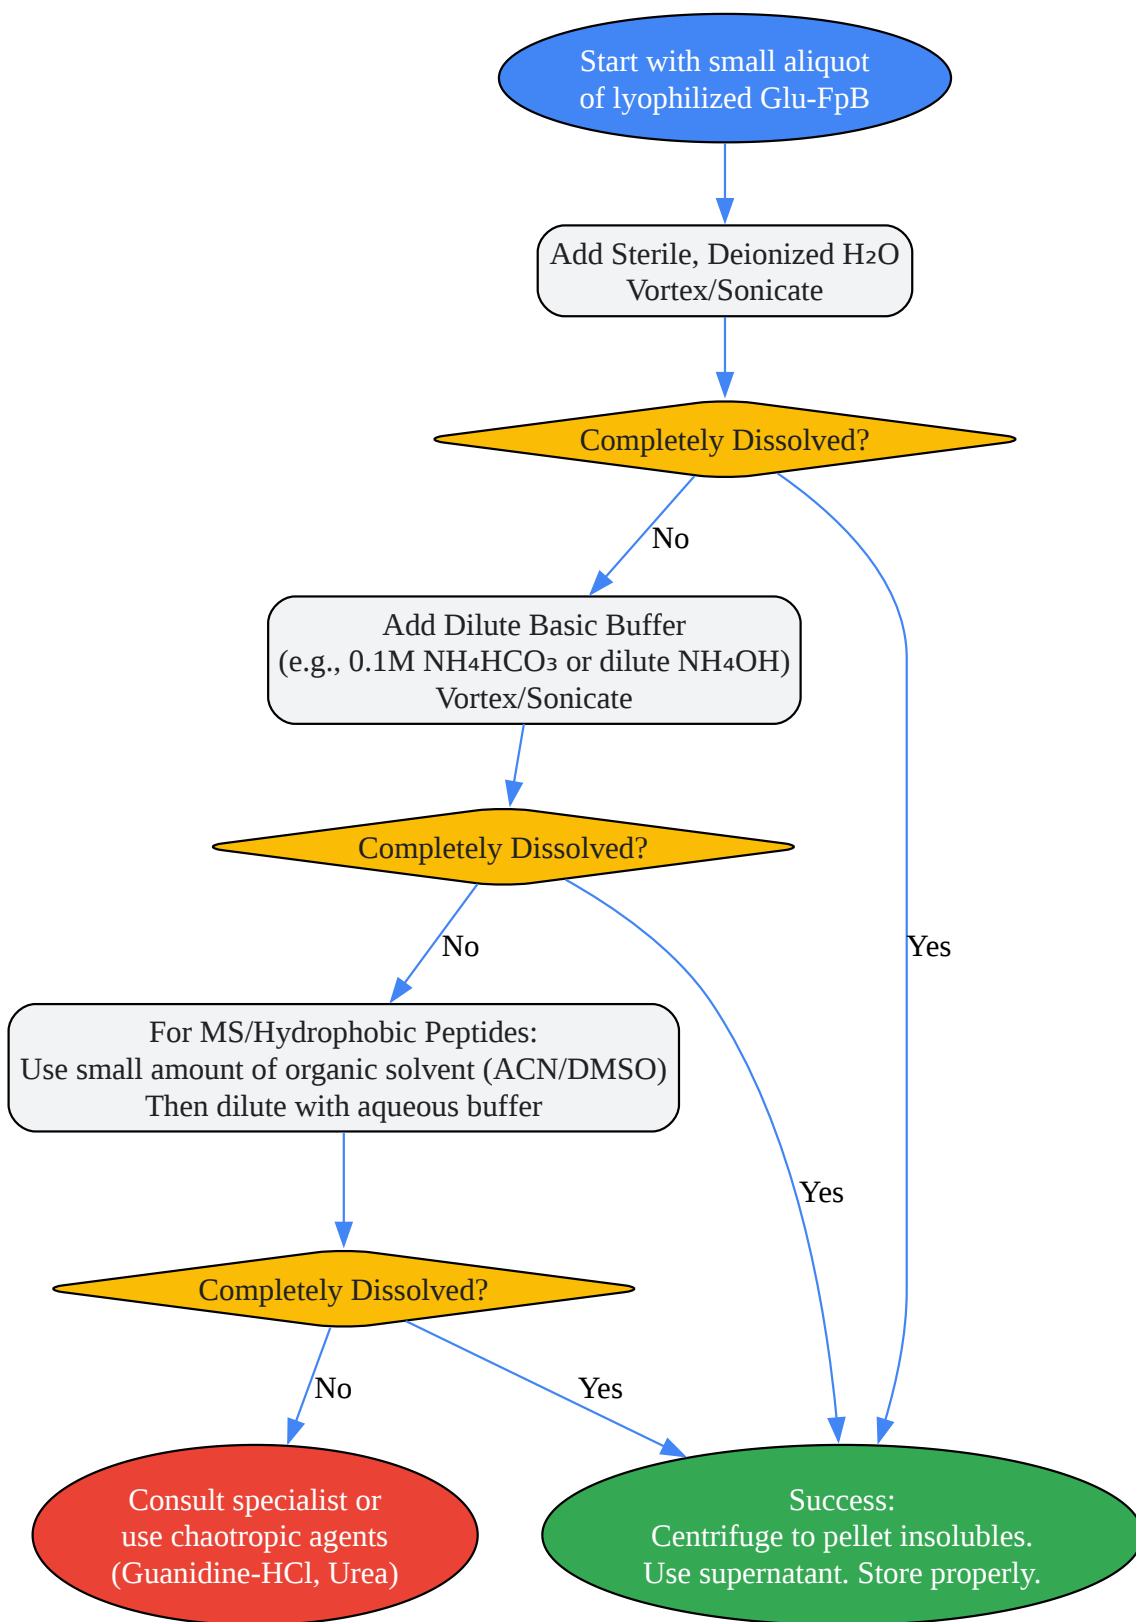 Start with small aliquot
of lyophilized Glu-FpB
Add Sterile, Deionized H₂O
Vortex/Sonicate
Completely Dissolved?
No
Add Dilute Basic Buffer
(e.g., 0.1M NH₄HCO₃ or dilute NH₄OH)
Vortex/Sonicate
Completely Dissolved?
No
Yes
For MS/Hydrophobic Peptides:
Use small amount of organic solvent (ACN/DMSO)
Then dilute with aqueous buffer
Yes
Completely Dissolved?
No
Yes
Consult specialist or
use chaotropic agents
(Guanidine-HCl, Urea)
Success:
Centrifuge to pellet insolubles.
Use supernatant. Store properly.